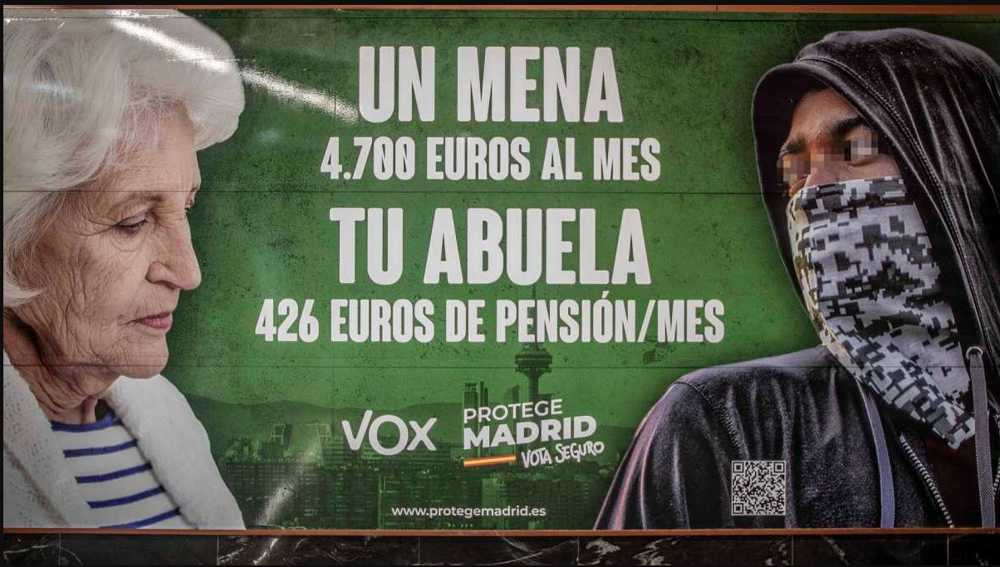 UN MENA
4.700 EUROS AL MES
TU ABUELA
426 EUROS DE PENSIÓN/MES
VOX
PROTEGE
MADRID
VOTA SEGURO
www.protegemadrid.es